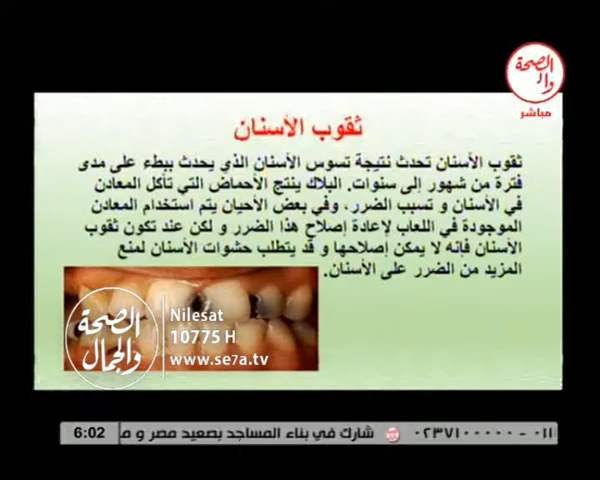 الصحة
وال
مباشر
ثقوب الأسنان
ثقوب الأسنان تحدث نتيجة تسوس الأسنان الذي يحدث ببطء على مدى
فترة من شهور إلى سنوات. البلاك ينتج الأحماض التي تأكل المعادن
في الأسنان و تسبب الضرر، وفي بعض الأحيان يتم استخدام المعادن
الموجودة في اللعاب لإعادة إصلاح هذا الضرر و لكن عند تكون ثقوب
الأسنان فإنه لا يمكن إصلاحها و قد يتطلب حشوات الأسنان لمنع
المزيد من الضرر على الأسنان.
الصحة
والجمال
Nilesat
10775 H
www.se7a.tv
6:02
شارك في بناء المساجد بصعيد مصر و م
٠٢٣٧١٠٠٠٠٠ - ٠١١